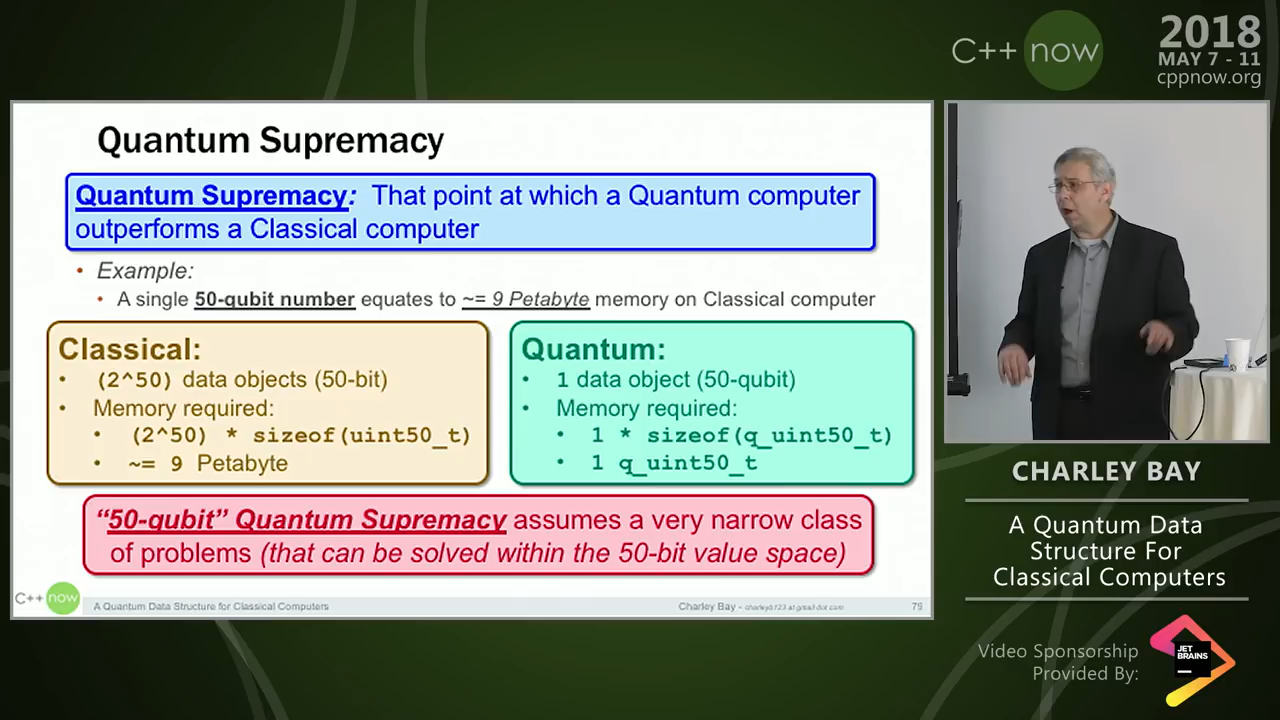 C++ now
2018
MAY 7 - 11
cppnow.org
Quantum Supremacy
Quantum Supremacy: That point at which a Quantum computer
outperforms a Classical computer
• Example:
• A single 50-qubit number equates to ~= 9 Petabyte memory on Classical computer
Classical:
• (2^50) data objects (50-bit)
• Memory required:
• (2^50) * sizeof(uint50_t)
• ~= 9 Petabyte
Quantum:
• 1 data object (50-qubit)
• Memory required:
• 1 * sizeof(q_uint50_t)
• 1 q_uint50_t
“50-qubit” Quantum Supremacy assumes a very narrow class
of problems (that can be solved within the 50-bit value space)
C++ now
A Quantum Data Structure for Classical Computers
Charley Bay - charleyb123 at gmail dot com
79
CHARLEY BAY
A Quantum Data
Structure For
Classical Computers
Video Sponsorship
Provided By:
JET
BRAINS